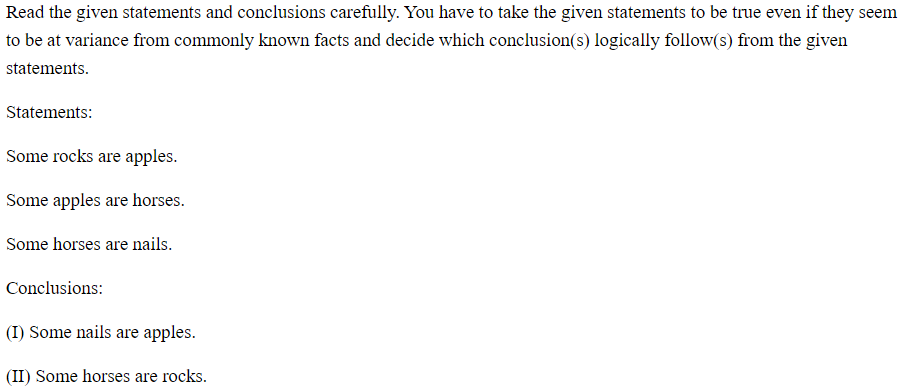 Read the given statements and conclusions carefully. You have to take the given statements to be true even if they seem
to be at variance from commonly known facts and decide which conclusion(s) logically follow(s) from the given
statements.
Statements:
Some rocks are apples.
Some apples are horses.
Some horses are nails.
Conclusions:
(I) Some nails are apples.
(II) Some horses are rocks.